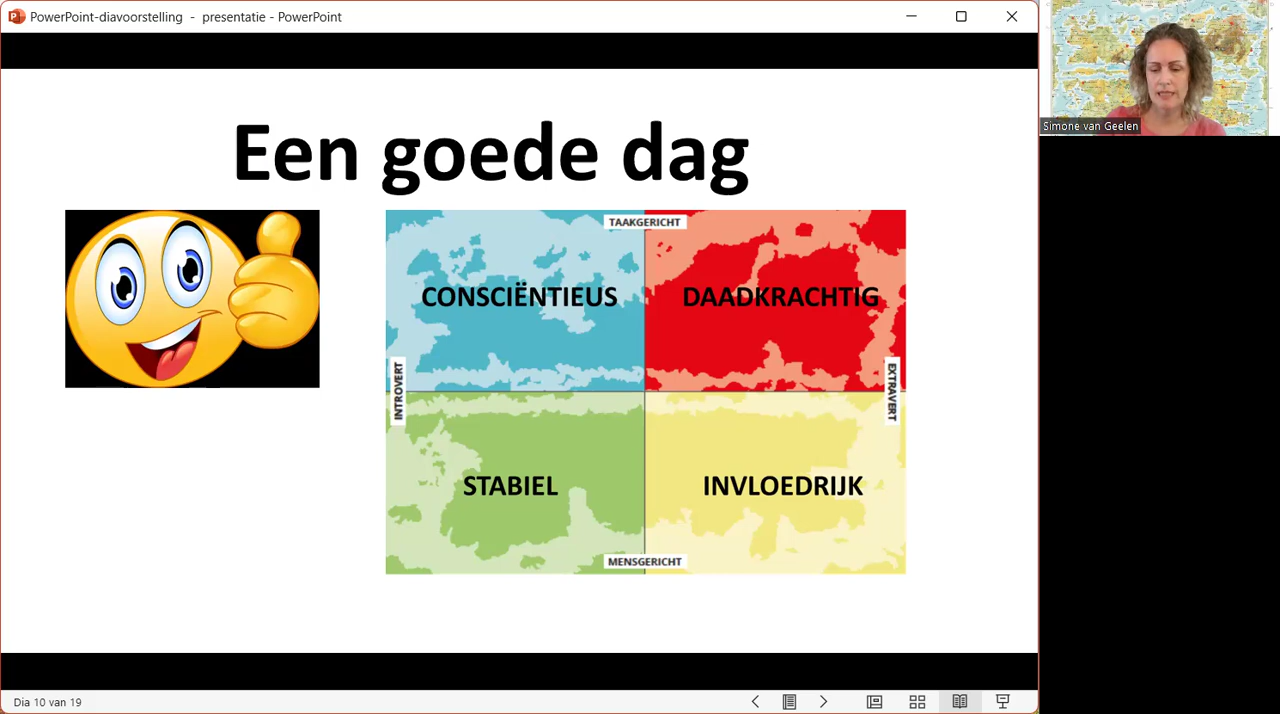 PowerPoint-diavoorstelling - presentatie - PowerPoint
Simone van Geelen
Een goede dag
TAAKGERICHT
CONSCIËNTIEUS
DAADKRACHTIG
INTROVERT
EXTRAVERT
STABIEL
INVLOEDRIJK
MENSGERICHT
Dia 10 van 19